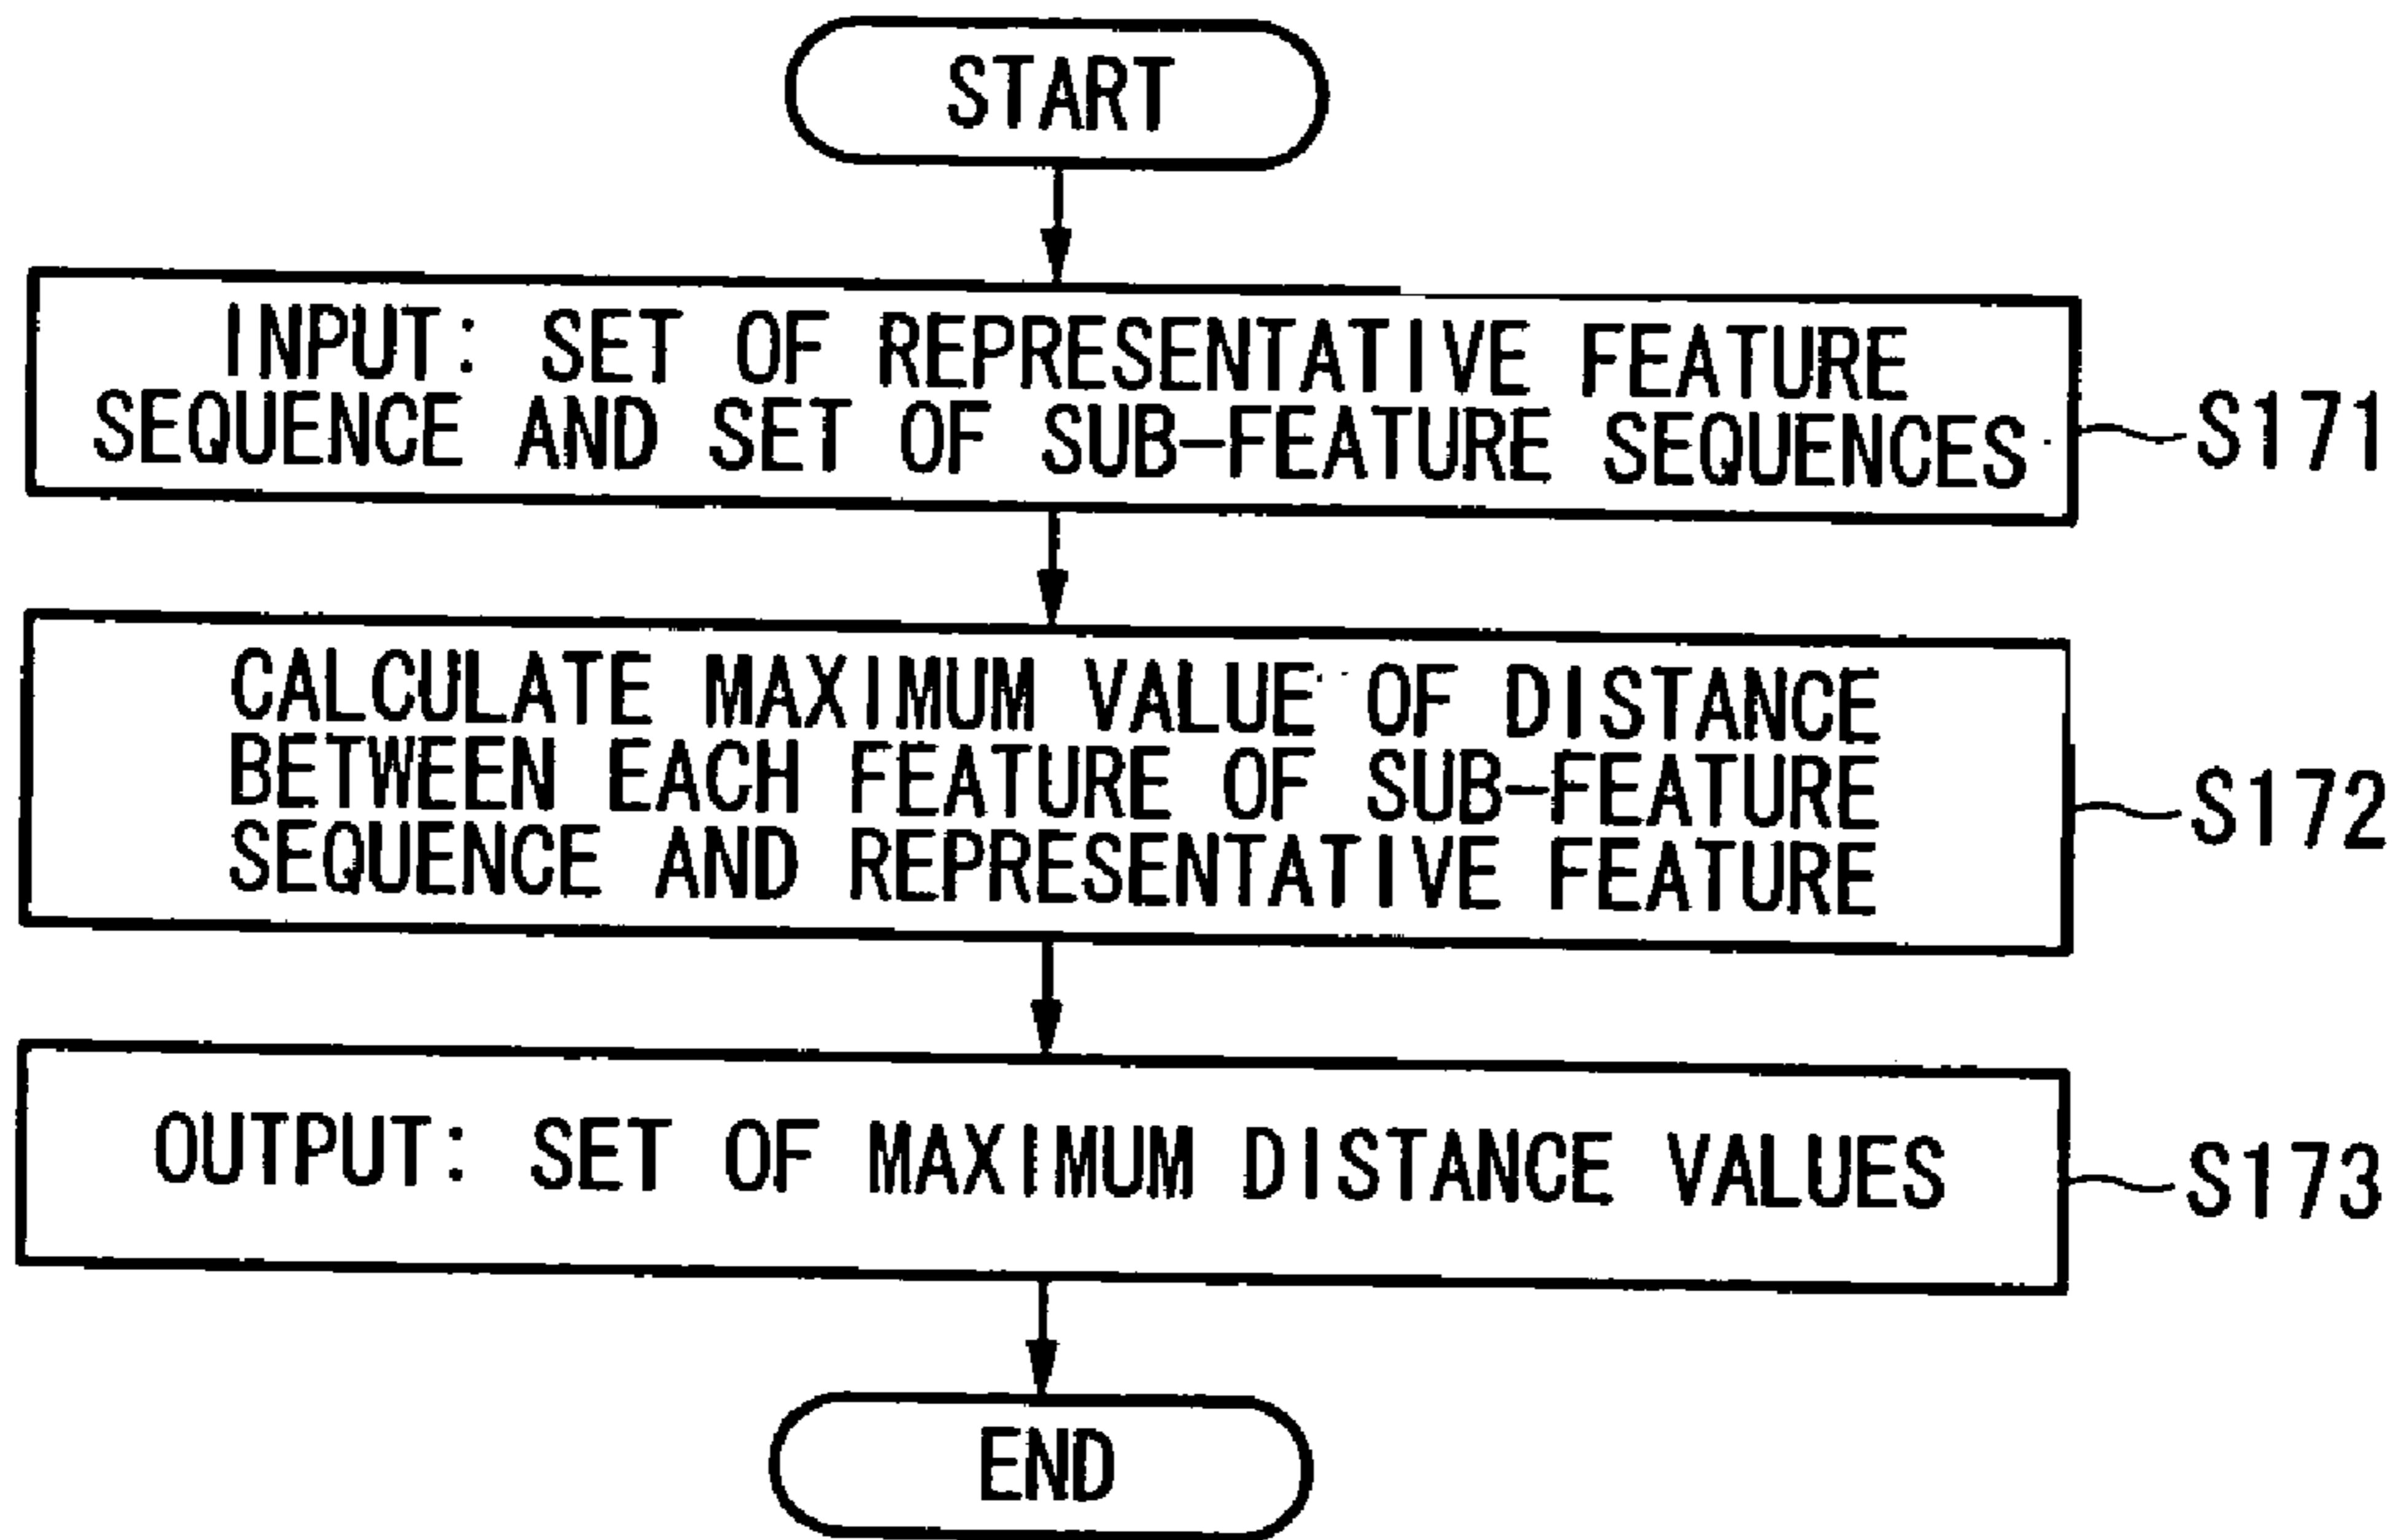 START
INPUT: SET OF REPRESENTATIVE FEATURE
SEQUENCE AND SET OF SUB-FEATURE SEQUENCES
S171
CALCULATE MAXIMUM VALUE OF DISTANCE
BETWEEN EACH FEATURE OF SUB-FEATURE
SEQUENCE AND REPRESENTATIVE FEATURE
S172
OUTPUT: SET OF MAXIMUM DISTANCE VALUES
S173
END